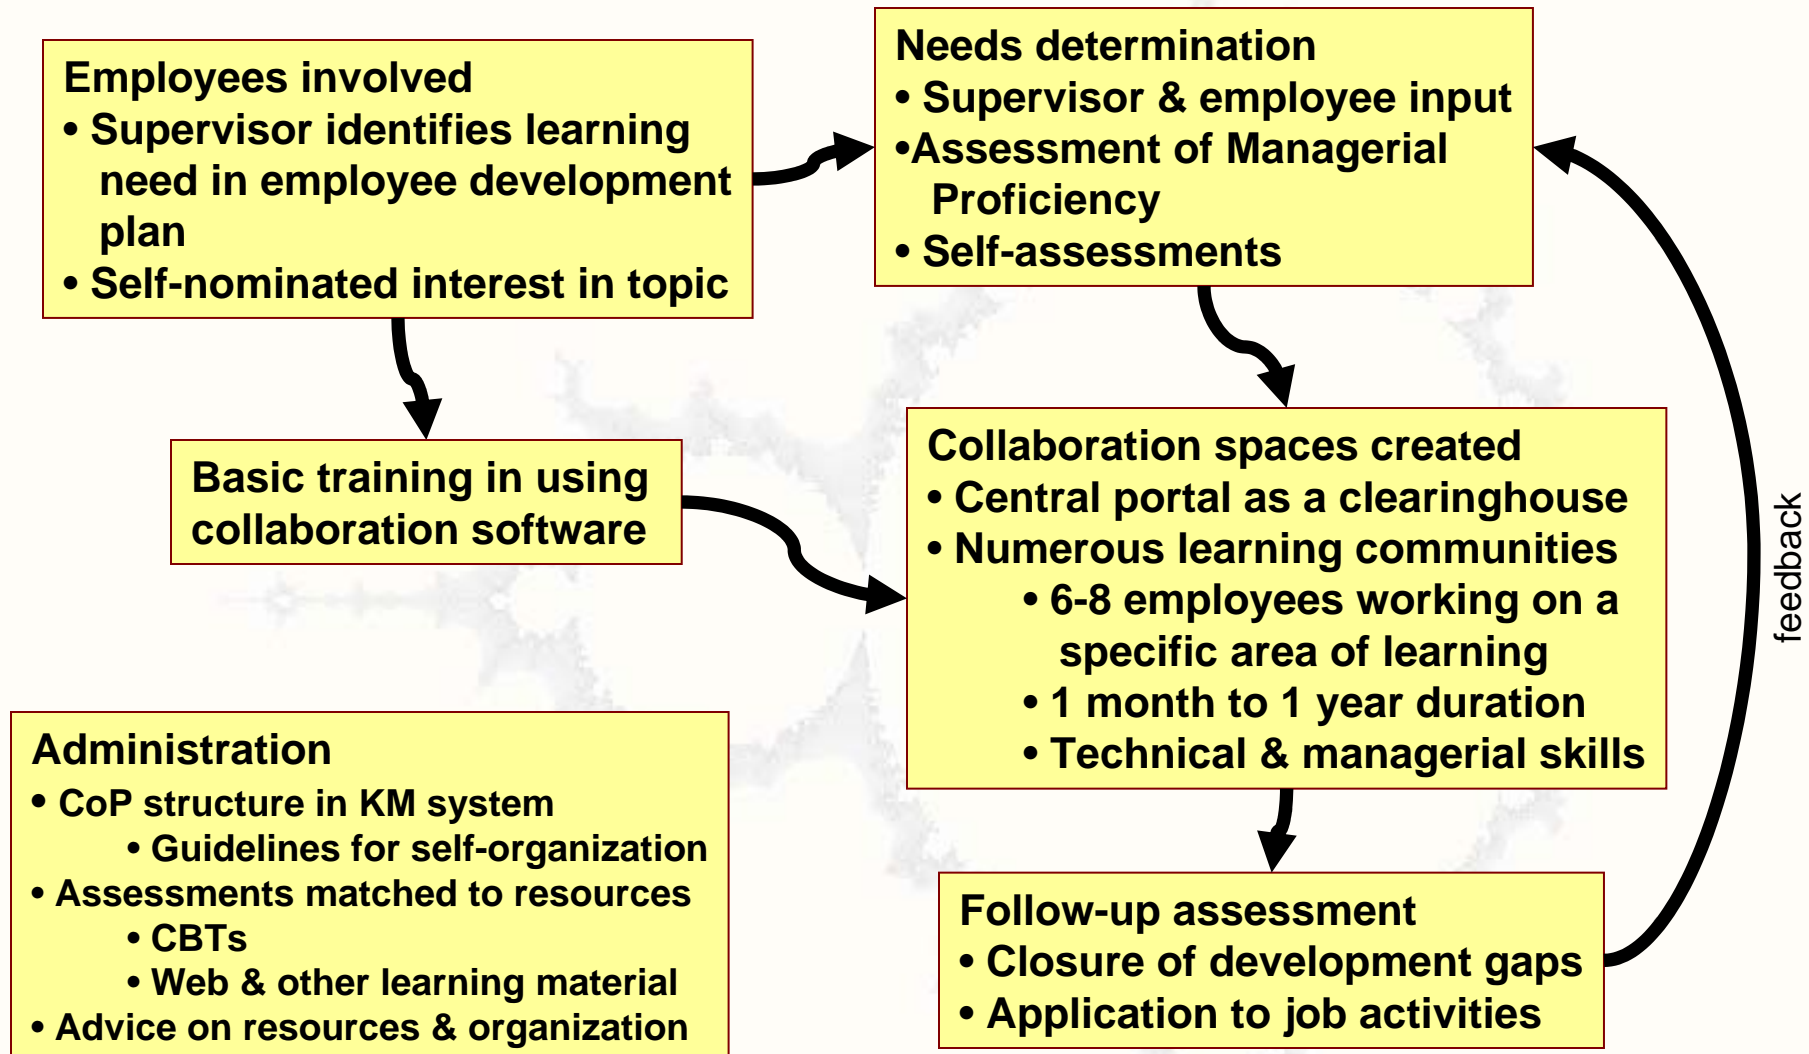 Employees involved
• Supervisor identifies learning
need in employee development
plan
• Self-nominated interest in topic
Needs determination
• Supervisor & employee input
•Assessment of Managerial
Proficiency
• Self-assessments
Basic training in using
collaboration software
Collaboration spaces created
• Central portal as a clearinghouse
• Numerous learning communities
• 6-8 employees working on a
specific area of learning
• 1 month to 1 year duration
• Technical & managerial skills
feedback
Administration
• CoP structure in KM system
• Guidelines for self-organization
• Assessments matched to resources
• CBTs
• Web & other learning material
• Advice on resources & organization
Follow-up assessment
• Closure of development gaps
• Application to job activities